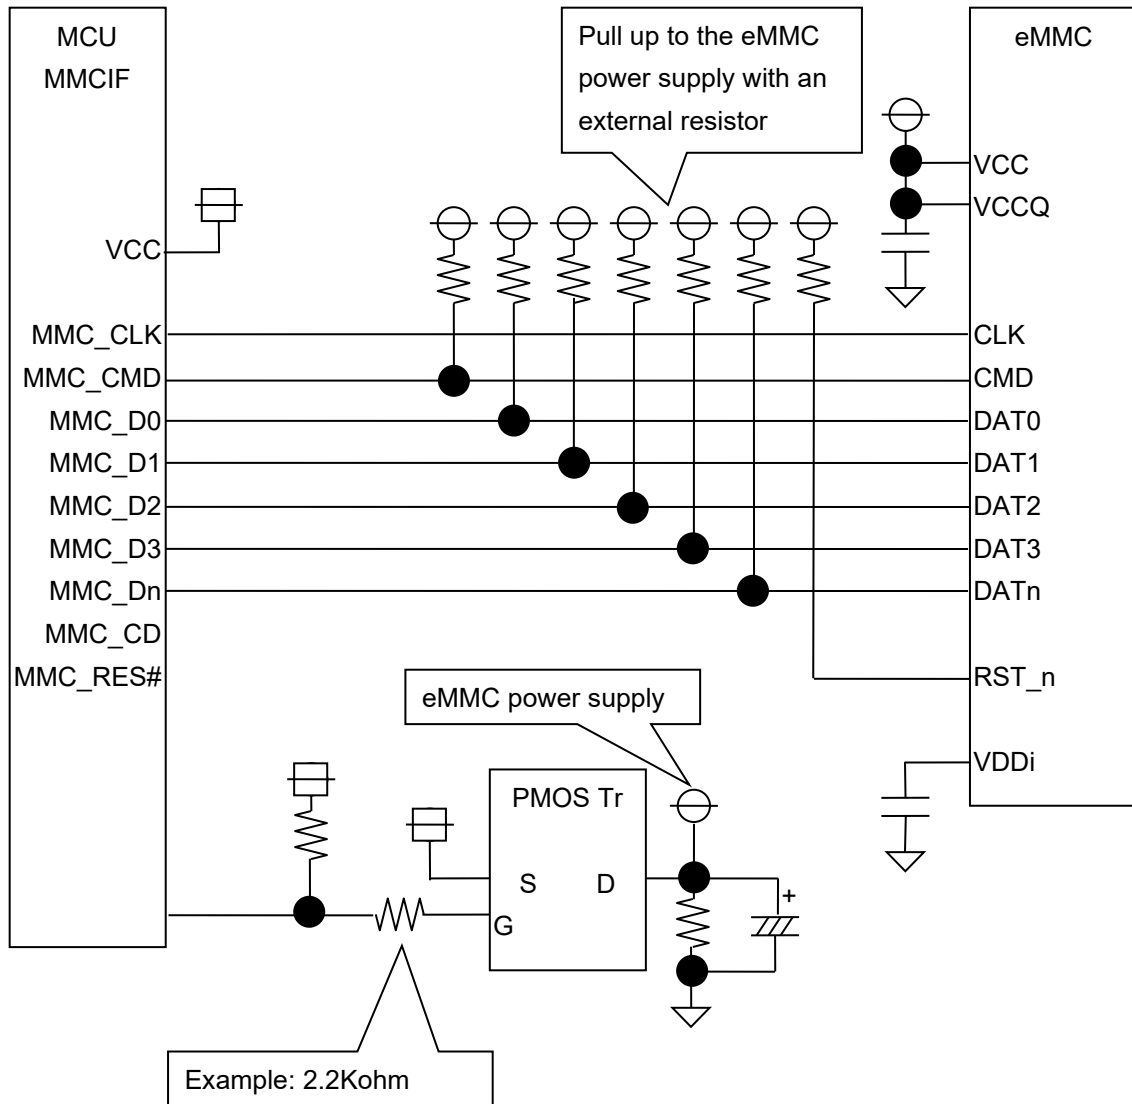 MCU
MMCIF
VCC
MMC_CLK
MMC_CMD
MMC_D0
MMC_D1
MMC_D2
MMC_D3
MMC_Dn
MMC_CD
MMC_RES#
Pull up to the eMMC
power supply with an
external resistor
eMMC
VCC
VCCQ
CLK
CMD
DAT0
DAT1
DAT2
DAT3
DATn
RST_n
VDDi
eMMC power supply
PMOS Tr
S D
G
+
Example: 2.2Kohm